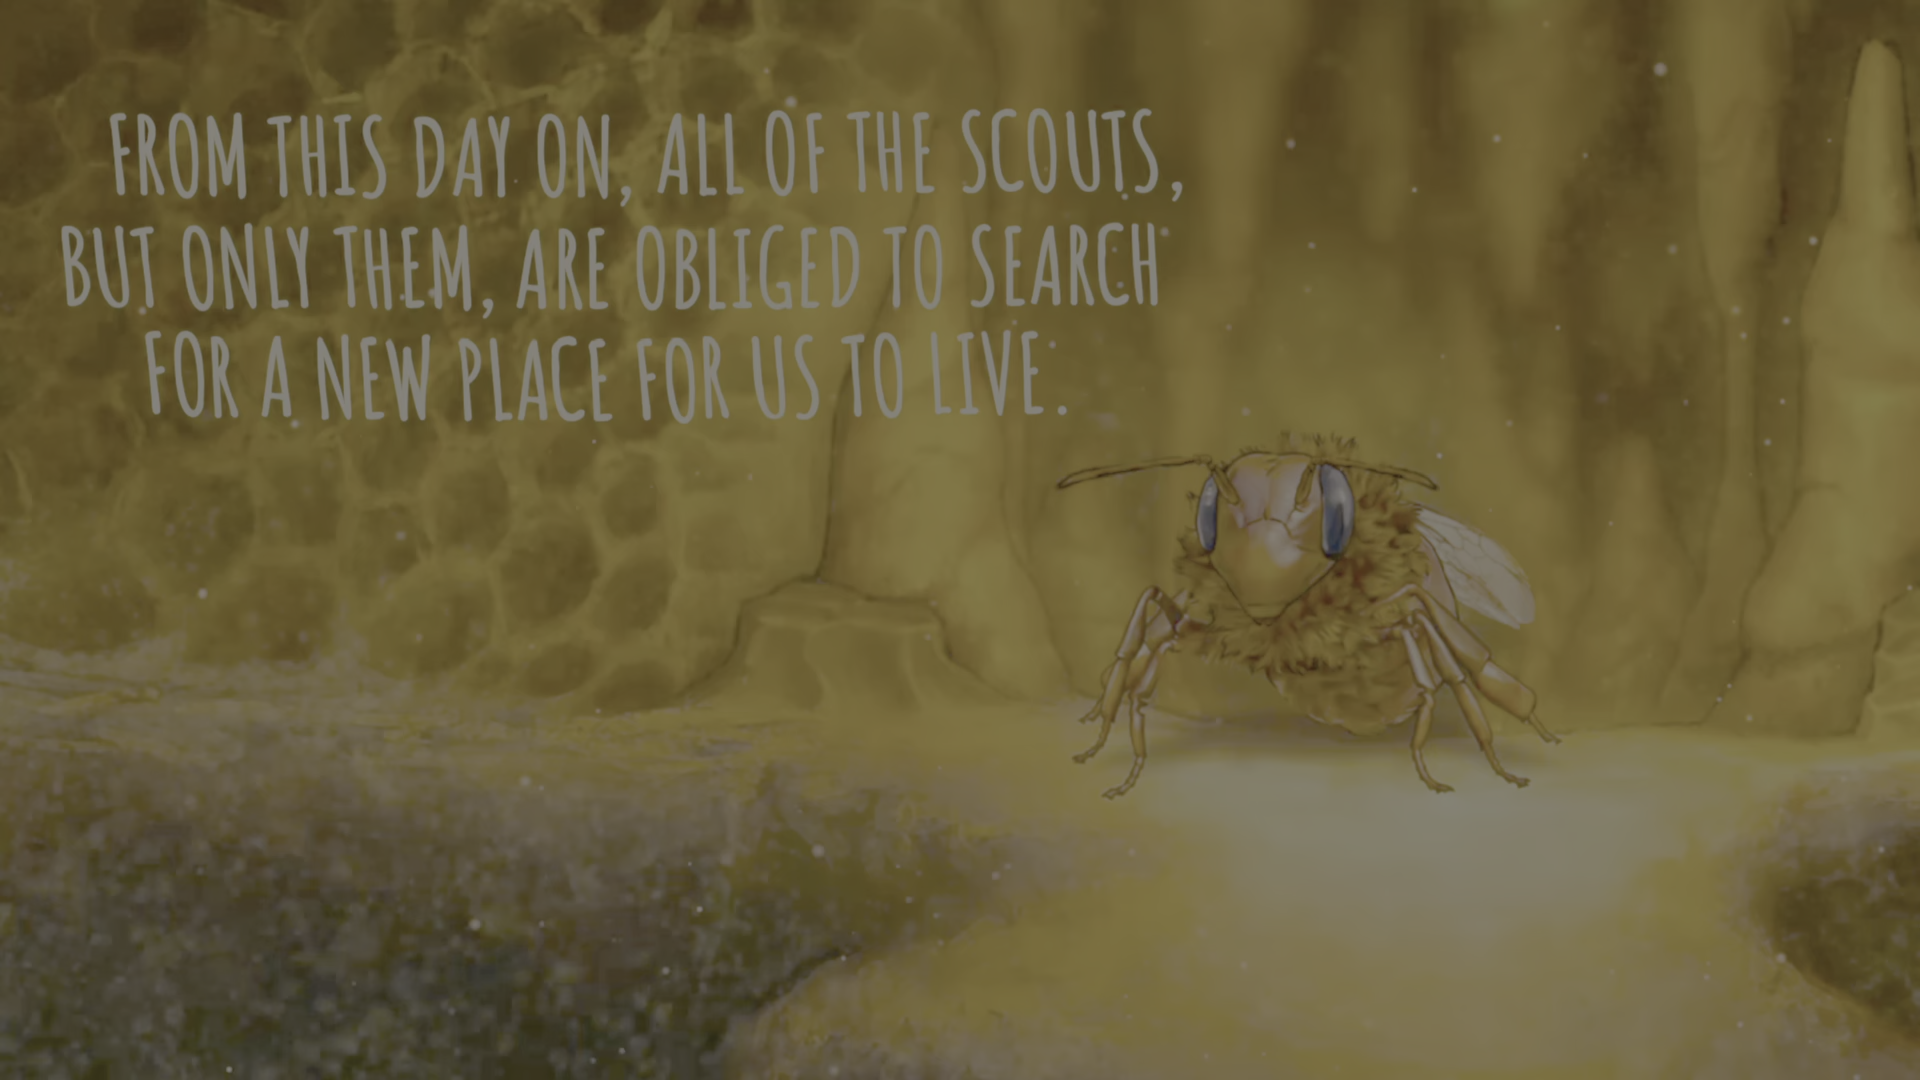 FROM THIS DAY ON, ALL OF THE SCOUTS,
BUT ONLY THEM, ARE OBLIGED TO SEARCH
FOR A NEW PLACE FOR US TO LIVE.